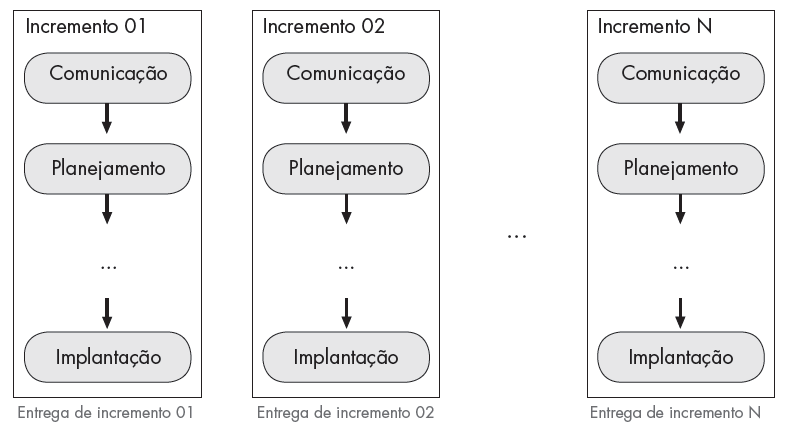 Incremento 01
Comunicação
Planejamento
...
Implantação
Entrega de incremento 01
Incremento 02
Comunicação
Planejamento
...
Implantação
Entrega de incremento 02
...
Incremento N
Comunicação
Planejamento
...
Implantação
Entrega de incremento N